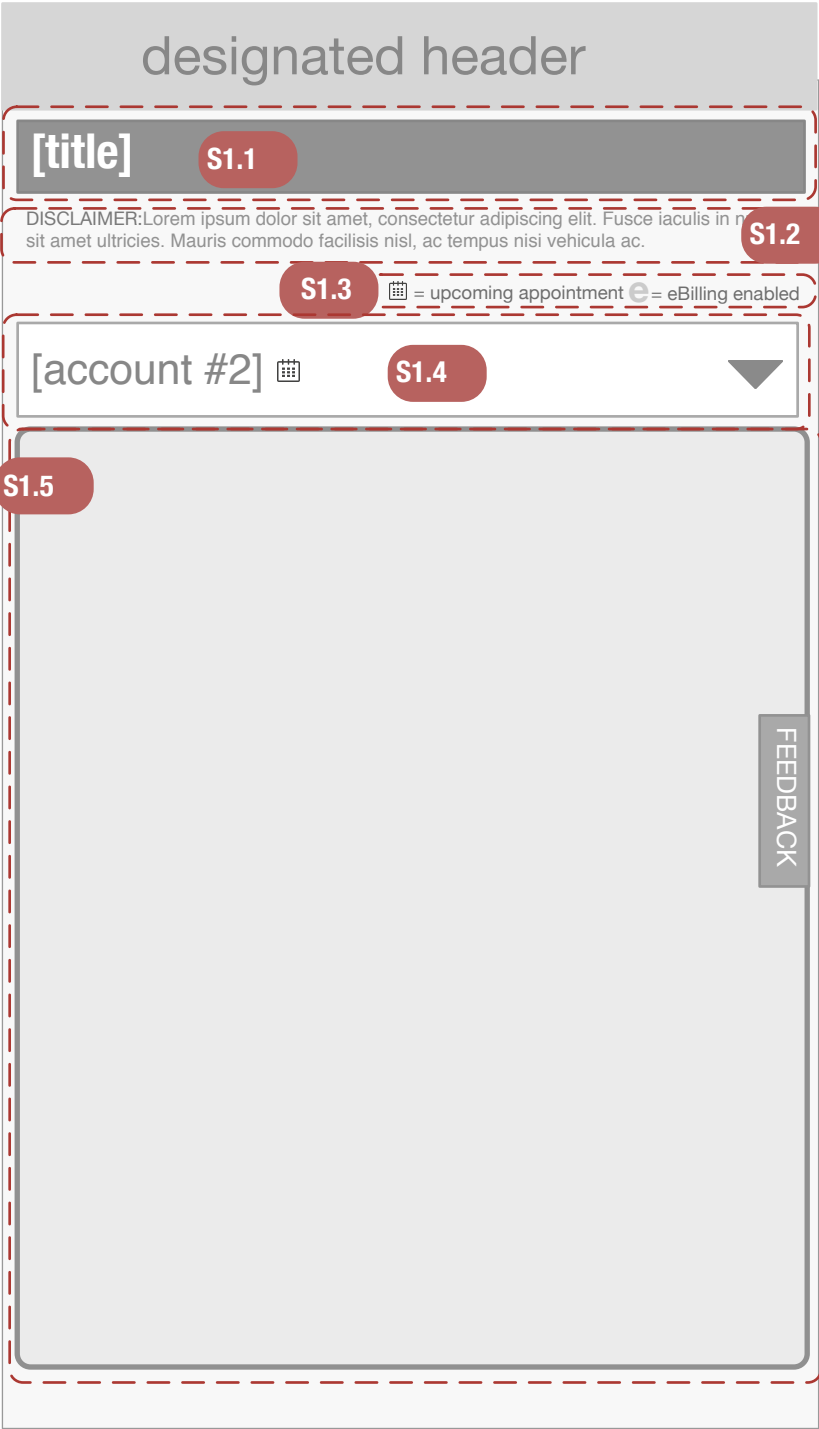 designated header
[title] S1.1
DISCLAIMER:Lorem ipsum dolor sit amet, consectetur adipiscing elit. Fusce iaculis in
sit amet ultricies. Mauris commodo facilisis nisl, ac tempus nisi vehicula ac.
S1.2
S1.3 = upcoming appointment e = eBilling enabled
[account #2] S1.4
S1.5
FEEDBACK